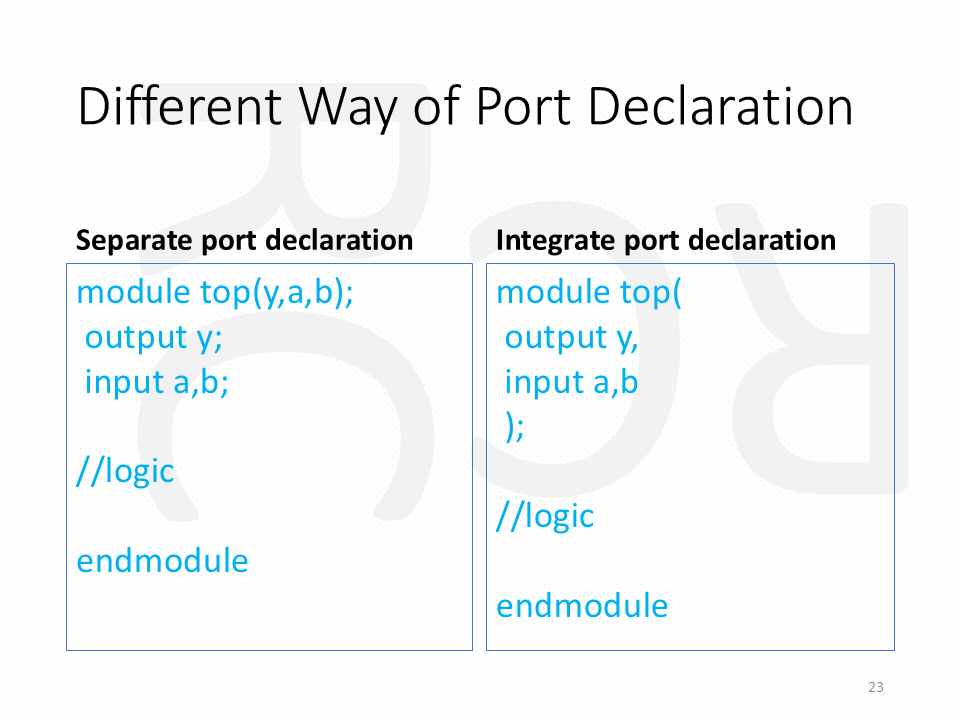 Different Way of Port Declaration
Separate port declaration
module top(y,a,b);
output y;
input a,b;
//logic
endmodule
Integrate port declaration
module top(
output y,
input a,b
);
//logic
endmodule
23